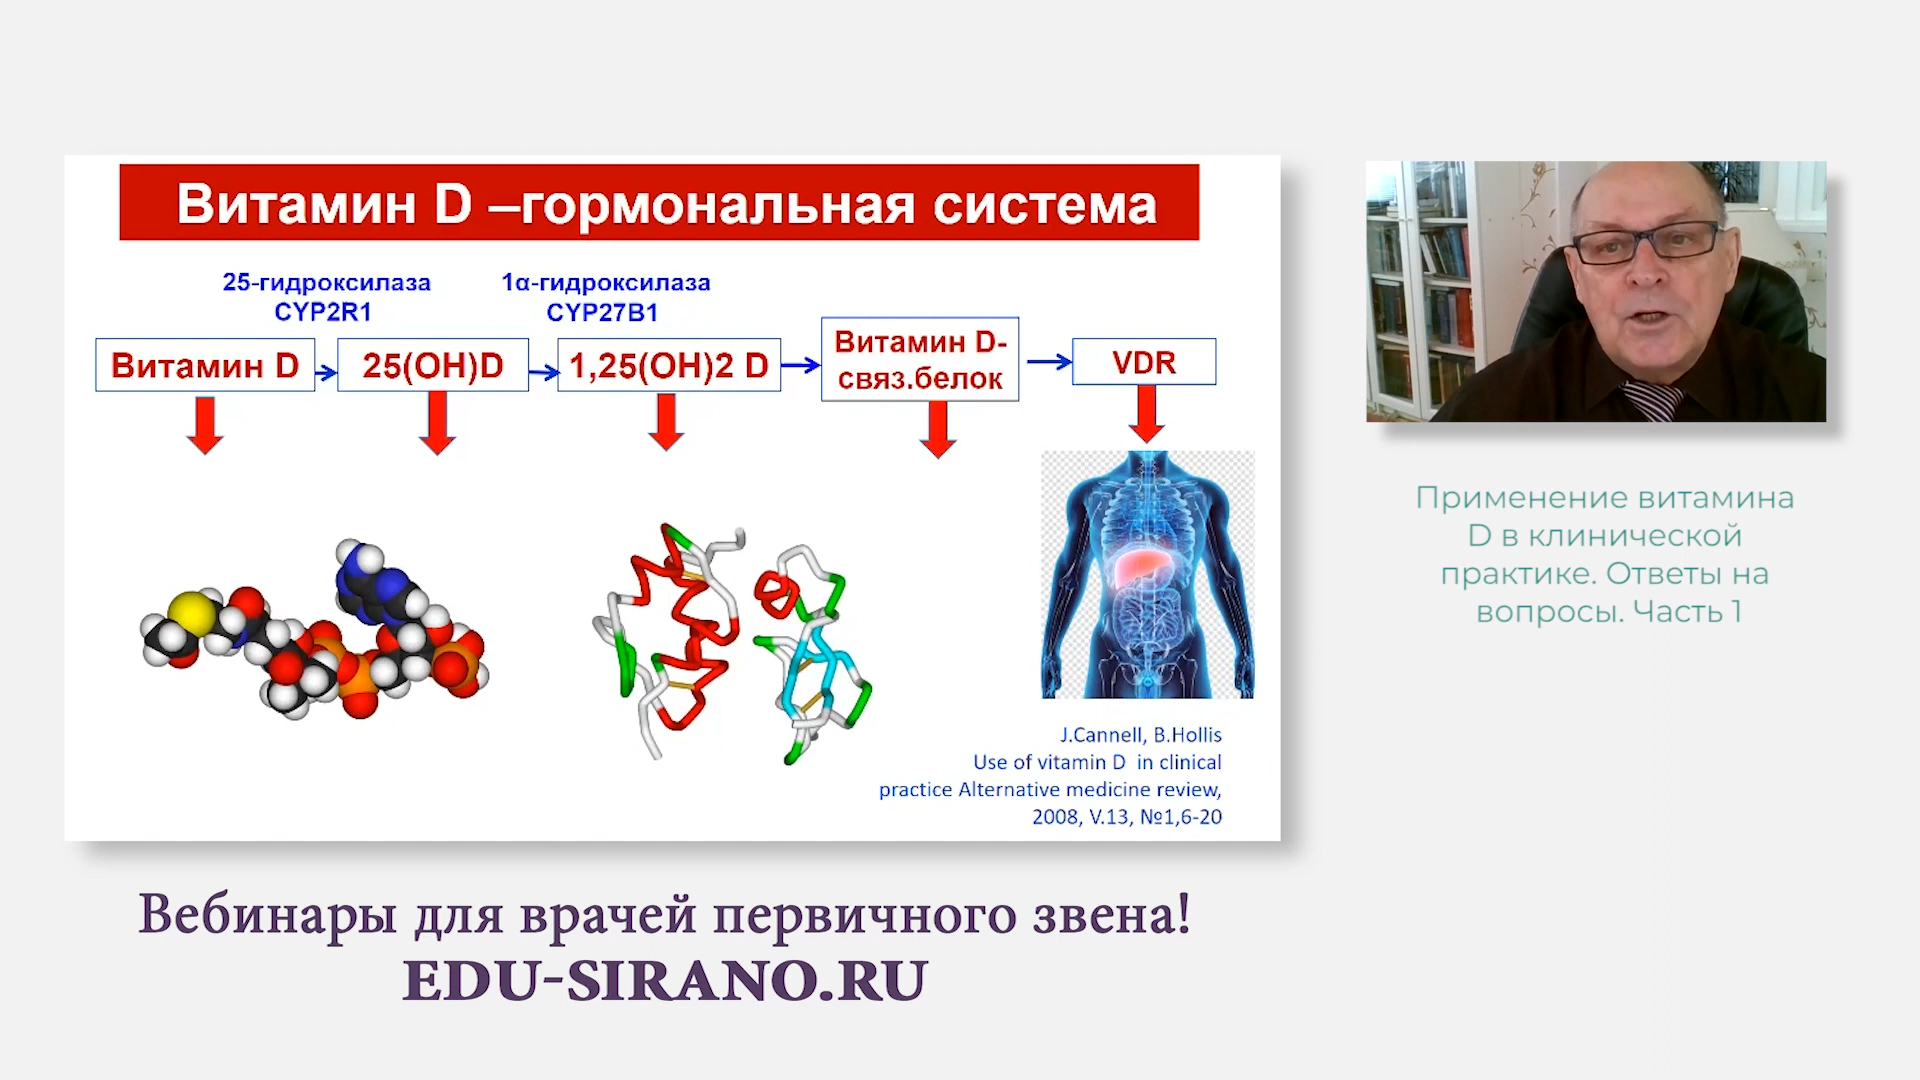 Витамин D –гормональная система
25-гидроксилаза
CYP2R1
1α-гидроксилаза
CYP27B1
Витамин D
25(OH)D
1,25(OH)2 D
Витамин D-
связ.белок
VDR
J.Cannell, B.Hollis
Use of vitamin D in clinical
practice Alternative medicine review,
2008, V.13, №1,6-20
Применение витамина
D в клинической
практике. Ответы на
вопросы. Часть 1
Вебинары для врачей первичного звена!
EDU-SIRANO.RU